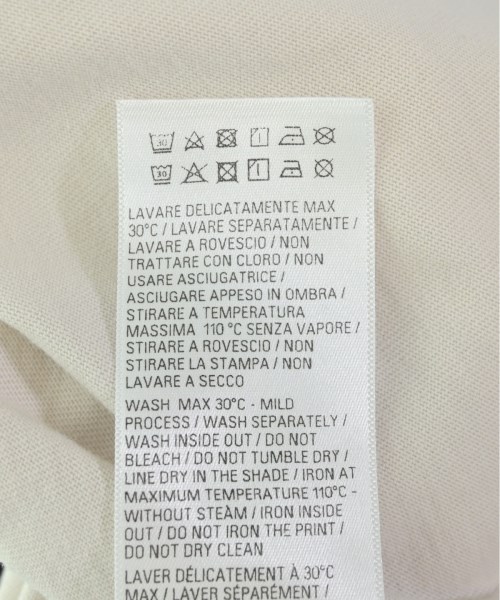 30
30
LAVARE DELICATAMENTE MAX
30°C / LAVARE SEPARATAMENTE /
LAVARE A ROVESCIO / NON
TRATTARE CON CLORO / NON
USARE ASCIUGATRICE /
ASCIUGARE APPESO IN OMBRA /
STIRARE A TEMPERATURA
MASSIMA 110 °C SENZA VAPORE /
STIRARE A ROVESCIO / NON
STIRARE LA STAMPA / NON
LAVARE A SECCO
WASH MAX 30°C - MILD
PROCESS / WASH SEPARATELY /
WASH INSIDE OUT / DO NOT
BLEACH / DO NOT TUMBLE DRY /
LINE DRY IN THE SHADE / IRON AT
MAXIMUM TEMPERATURE 110°C -
WITHOUT STEAM / IRON INSIDE
OUT / DO NOT IRON THE PRINT /
DO NOT DRY CLEAN
LAVER DÉLICATEMENT À 30°C
MAX / LAVER SÉPARÉMENT /